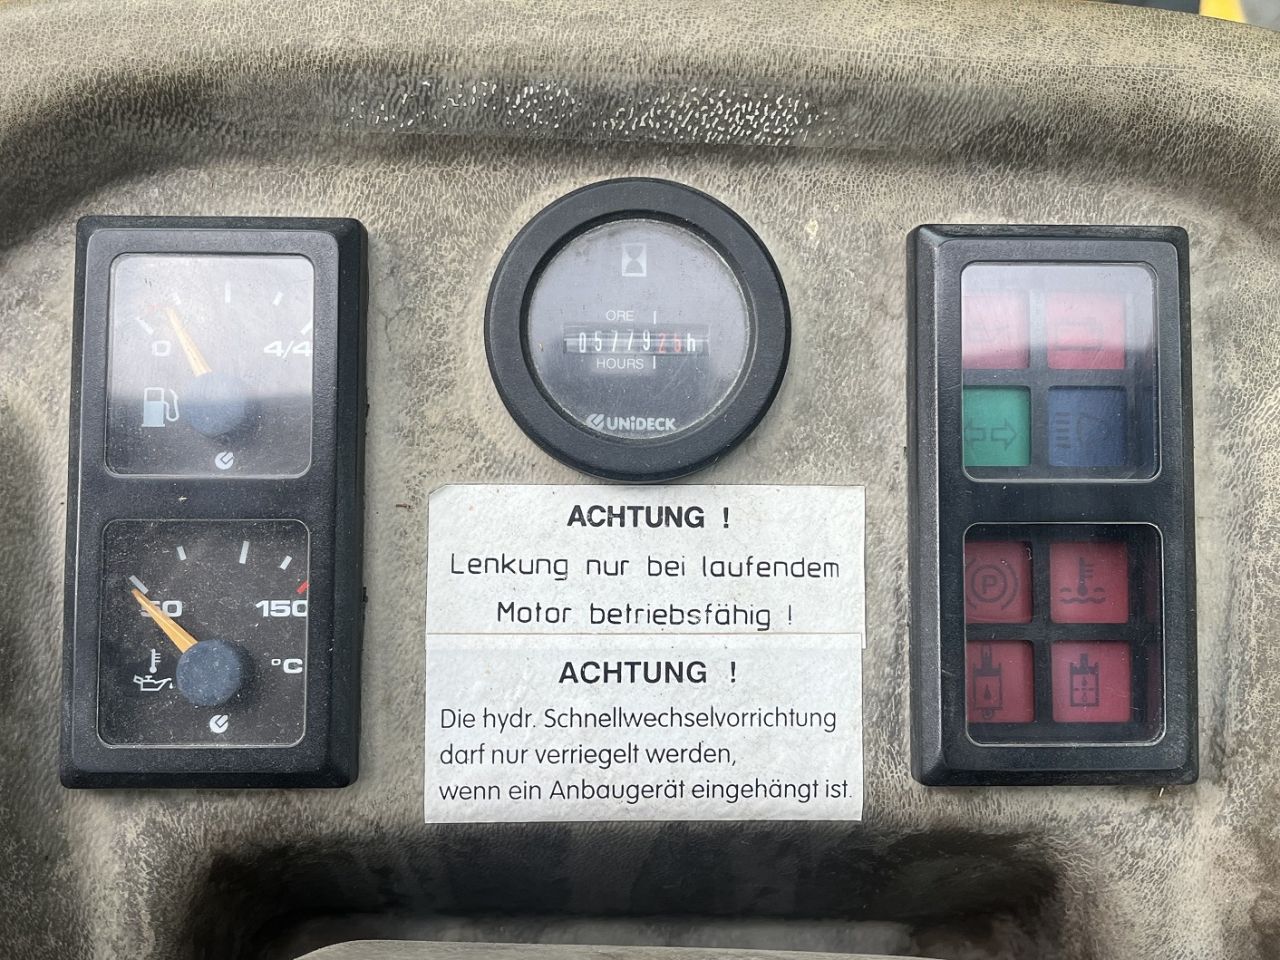 0
4/4
ORE
05779 25 h
HOURS
UNiDECK
50
150
°C
ACHTUNG !
Lenkung nur bei laufendem
Motor betriebsfähig !
ACHTUNG !
Die hydr. Schnellwechselvorrichtung
darf nur verriegelt werden,
wenn ein Anbaugerät eingehängt ist.
P